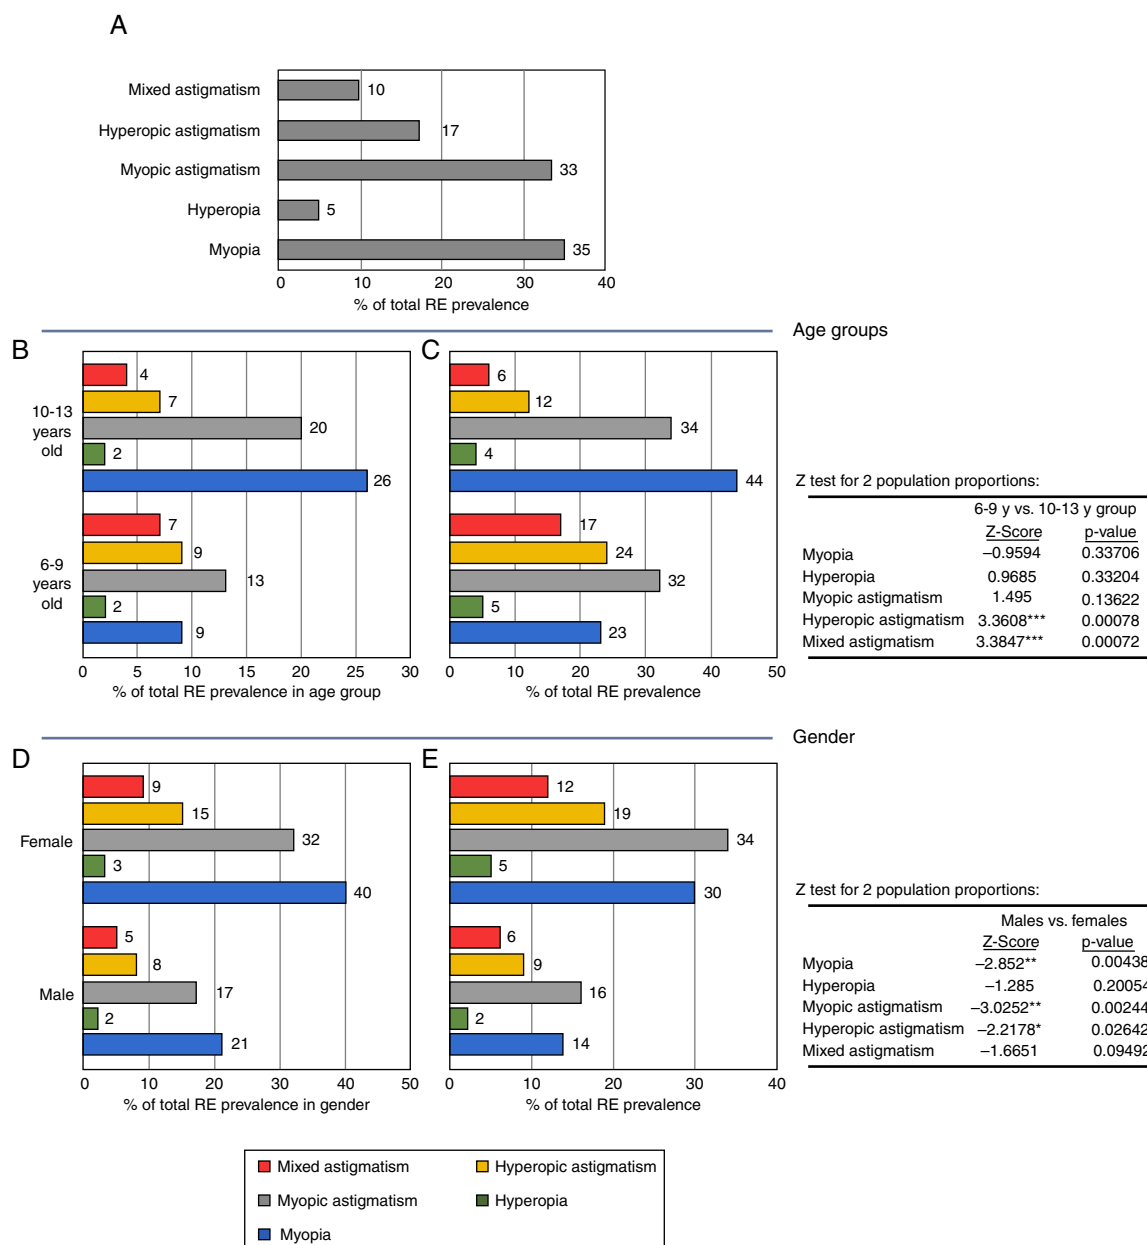 A
Mixed astigmatism 10
Hyperopic astigmatism 17
Myopic astigmatism 33
Hyperopia 5
Myopia 35
0 10 20 30 40
% of total RE prevalence
Age groups
B
10-13
years
old
4
7
20
2
26
6-9
years
old
7
9
13
2
9
0 5 10 15 20 25 30
% of total RE prevalence in age group
C
6
12
34
4
44
17
24
32
5
23
0 10 20 30 40 50
% of total RE prevalence
Z test for 2 population proportions:
6-9 y vs. 10-13 y group
Z-Score p-value
Myopia –0.9594 0.33706
Hyperopia 0.9685 0.33204
Myopic astigmatism 1.495 0.13622
Hyperopic astigmatism 3.3608*** 0.00078
Mixed astigmatism 3.3847*** 0.00072
Gender
D
Female
9
15
32
3
40
Male
5
8
17
2
21
0 10 20 30 40 50
% of total RE prevalence in gender
E
12
19
34
5
30
6
9
16
2
14
0 10 20 30 40
% of total RE prevalence
Z test for 2 population proportions:
Males vs. females
Z-Score p-value
Myopia –2.852** 0.00438
Hyperopia –1.285 0.20054
Myopic astigmatism –3.0252** 0.00244
Hyperopic astigmatism –2.2178* 0.02642
Mixed astigmatism –1.6651 0.09492
Mixed astigmatism Hyperopic astigmatism
Myopic astigmatism Hyperopia
Myopia